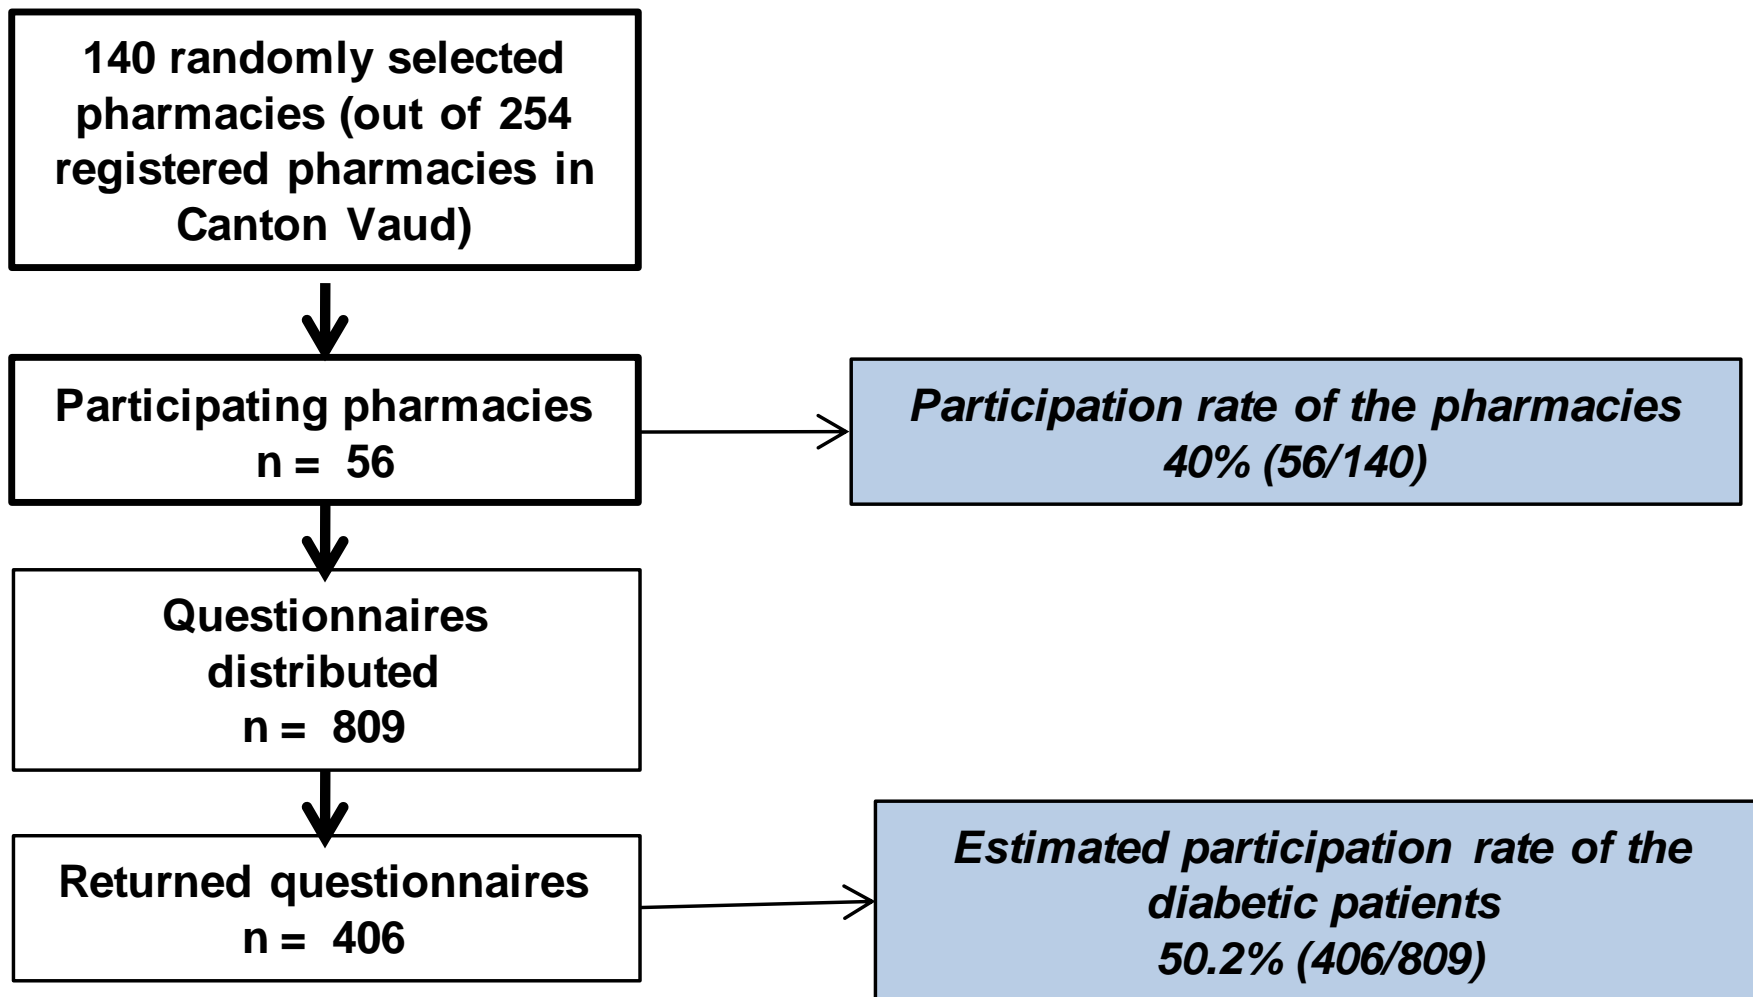 140 randomly selected
pharmacies (out of 254
registered pharmacies in
Canton Vaud)
Participating pharmacies
n = 56
Participation rate of the pharmacies
40% (56/140)
Questionnaires
distributed
n = 809
Returned questionnaires
n = 406
Estimated participation rate of the
diabetic patients
50.2% (406/809)